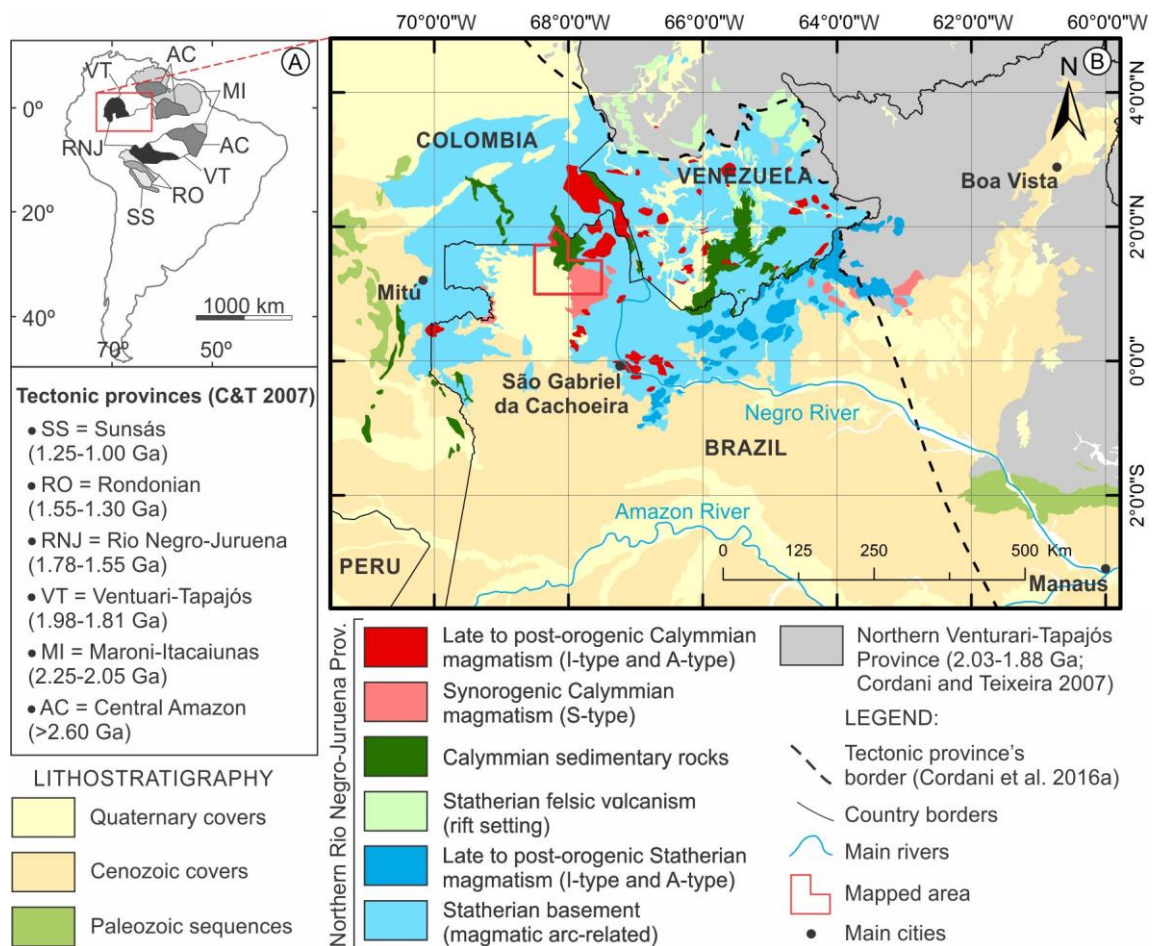 70°0'0"W 68°0'0"W 66°0'0"W 64°0'0"W 62°0'0"W 60°0'0"W
A
AC
VT
MI
0°
RNJ
AC
VT
RO
SS
20°
1000 km
40°
70°
50°
Tectonic provinces (C&T 2007)
• SS = Sunsás
(1.25-1.00 Ga)
• RO = Rondonian
(1.55-1.30 Ga)
• RNJ = Rio Negro-Juruena
(1.78-1.55 Ga)
• VT = Ventuari-Tapajós
(1.98-1.81 Ga)
• MI = Maroni-Itacaiunas
(2.25-2.05 Ga)
• AC = Central Amazon
(>2.60 Ga)
B
N
4°0'0"N
COLOMBIA
VENEZUELA
Boa Vista
2°0'0"N
Mitú
0°0'0"
São Gabriel
da Cachoeira
Negro River
BRAZIL
2°0'0"S
Amazon River
0 125 250 500 Km
PERU
Manaus
LITHOSTRATIGRAPHY
Quaternary covers
Cenozoic covers
Paleozoic sequences
Northern Rio Negro-Juruena Prov.
Late to post-orogenic Calymmian
magmatism (I-type and A-type)
Synorogenic Calymmian
magmatism (S-type)
Calymmian sedimentary rocks
Statherian felsic volcanism
(rift setting)
Late to post-orogenic Statherian
magmatism (I-type and A-type)
Statherian basement
(magmatic arc-related)
Northern Venturari-Tapajós
Province (2.03-1.88 Ga;
Cordani and Teixeira 2007)
LEGEND:
Tectonic province's
border (Cordani et al. 2016a)
Country borders
Main rivers
Mapped area
Main cities